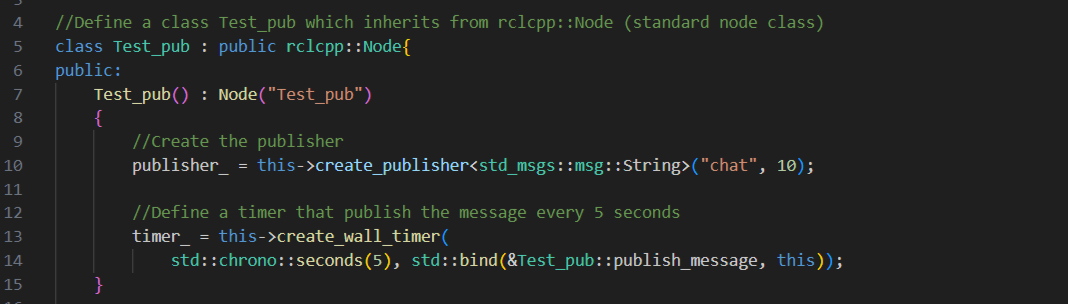 4 //Define a class Test_pub which inherits from rclcpp::Node (standard node class)
5 class Test_pub : public rclcpp::Node{
6 public:
7 Test_pub() : Node("Test_pub")
8 {
9 //Create the publisher
10 publisher_ = this->create_publisher<std_msgs::msg::String>("chat", 10);
11
12 //Define a timer that publish the message every 5 seconds
13 timer_ = this->create_wall_timer(
14 std::chrono::seconds(5), std::bind(&Test_pub::publish_message, this));
15 }